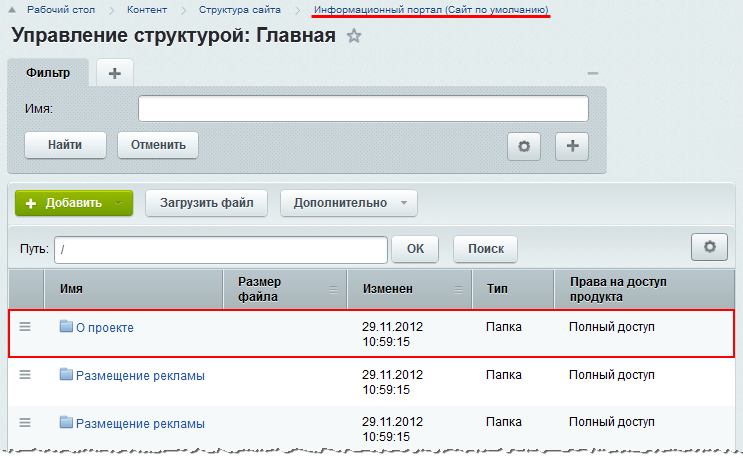 Рабочий стол Контент Структура сайта Информационный портал (Сайт по умолчанию)
Управление структурой: Главная
Фильтр
Имя:
Найти Отменить
Добавить Загрузить файл Дополнительно
Путь: / OK Поиск
Имя Размер файла Изменен Тип Права на доступ продукта
О проекте 29.11.2012 10:59:15 Папка Полный доступ
Размещение рекламы 29.11.2012 10:59:15 Папка Полный доступ
Размещение рекламы 29.11.2012 10:59:15 Папка Полный доступ